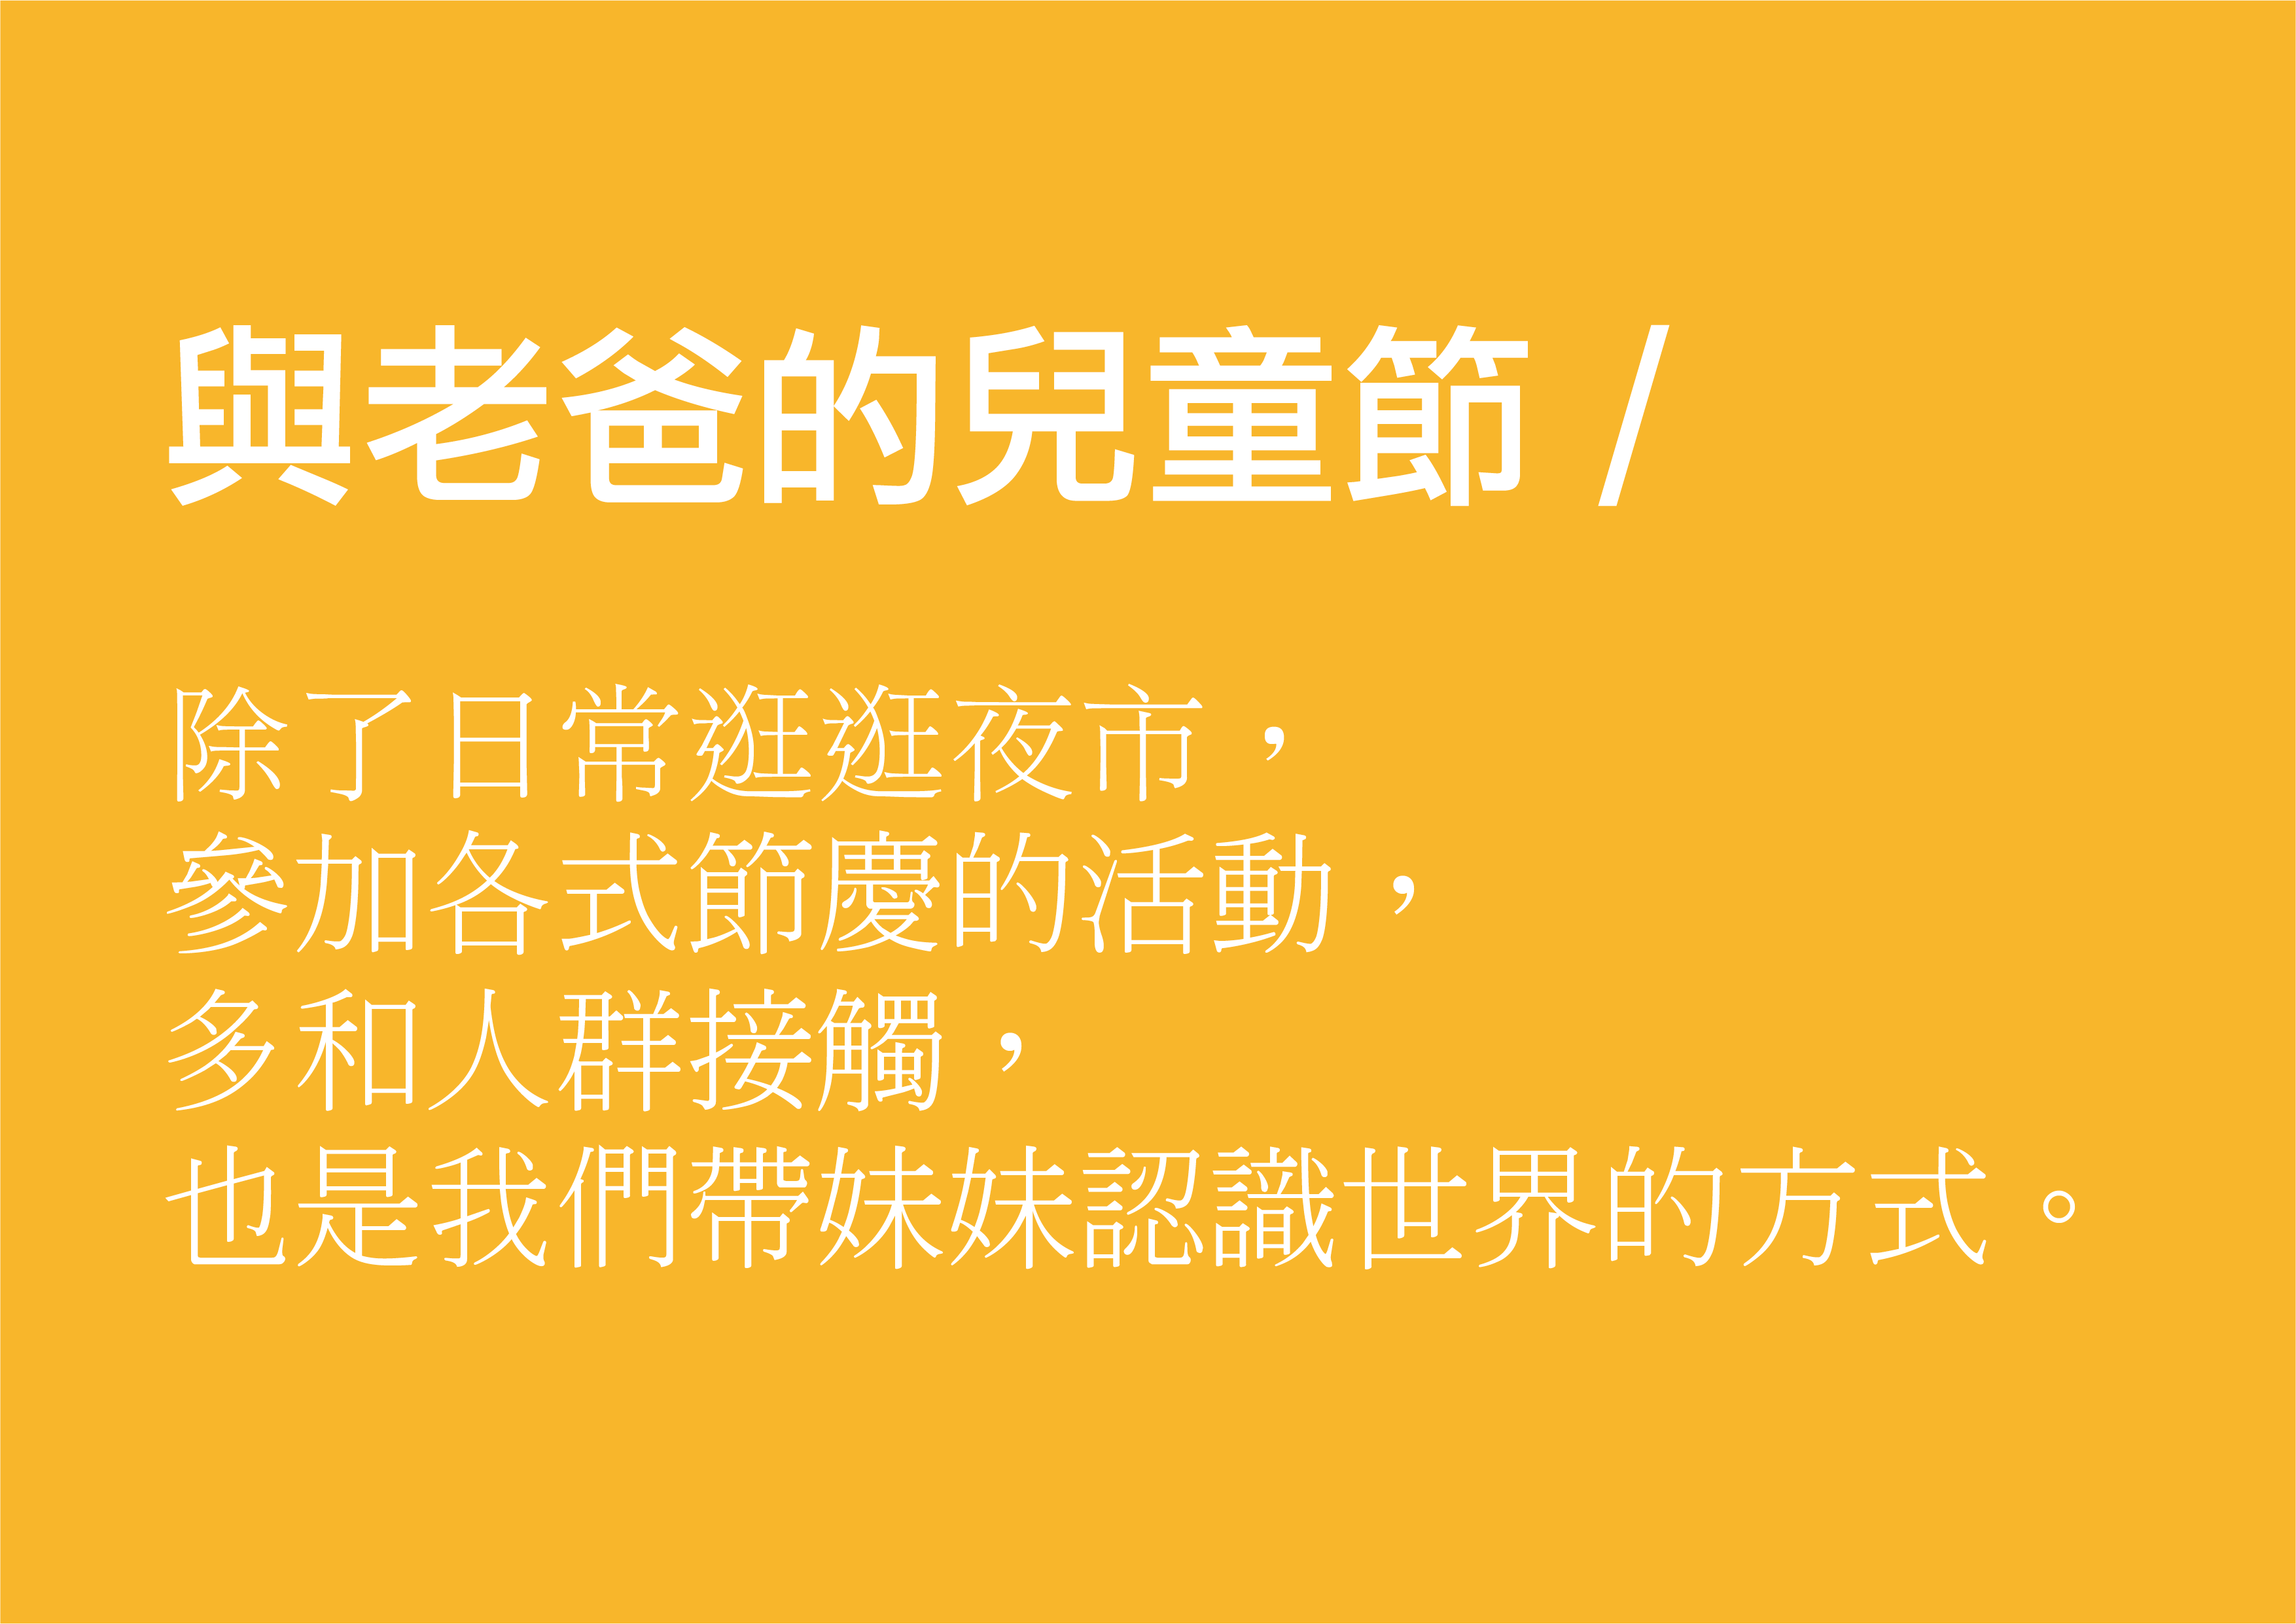 與老爸的兒童節 /
除了日常逛逛夜市，
參加各式節慶的活動，
多和人群接觸，
也是我們帶妹妹認識世界的方式。